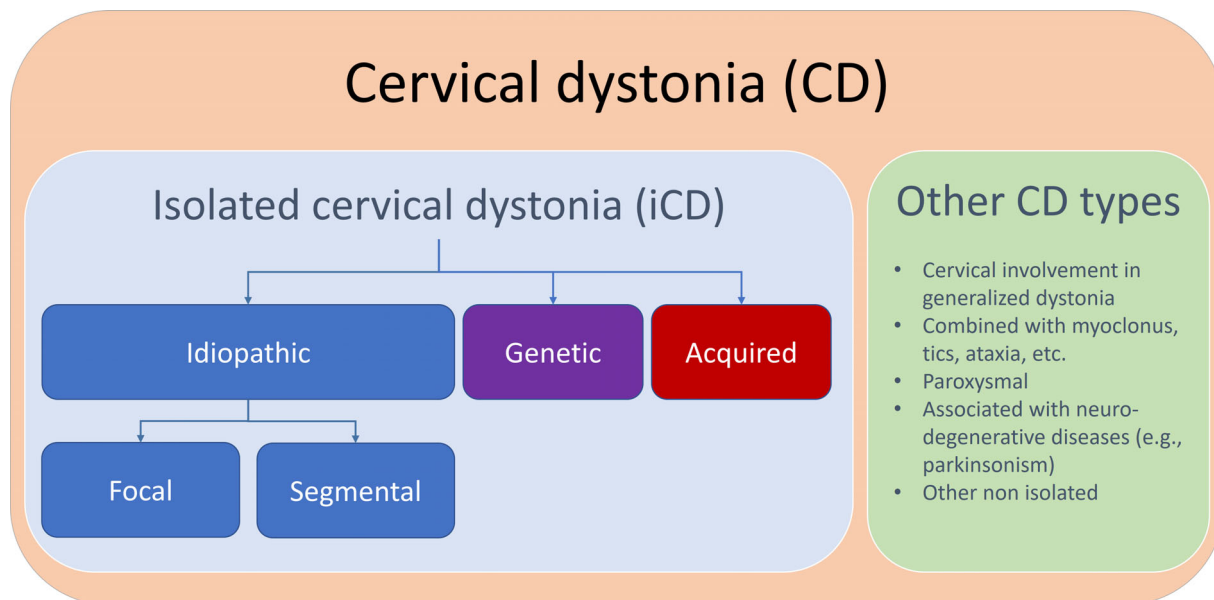 Cervical dystonia (CD)
Isolated cervical dystonia (iCD)
Idiopathic
Genetic
Acquired
Focal
Segmental
Other CD types
• Cervical involvement in
generalized dystonia
• Combined with myoclonus,
tics, ataxia, etc.
• Paroxysmal
• Associated with neuro-
degenerative diseases (e.g.,
parkinsonism)
• Other non isolated